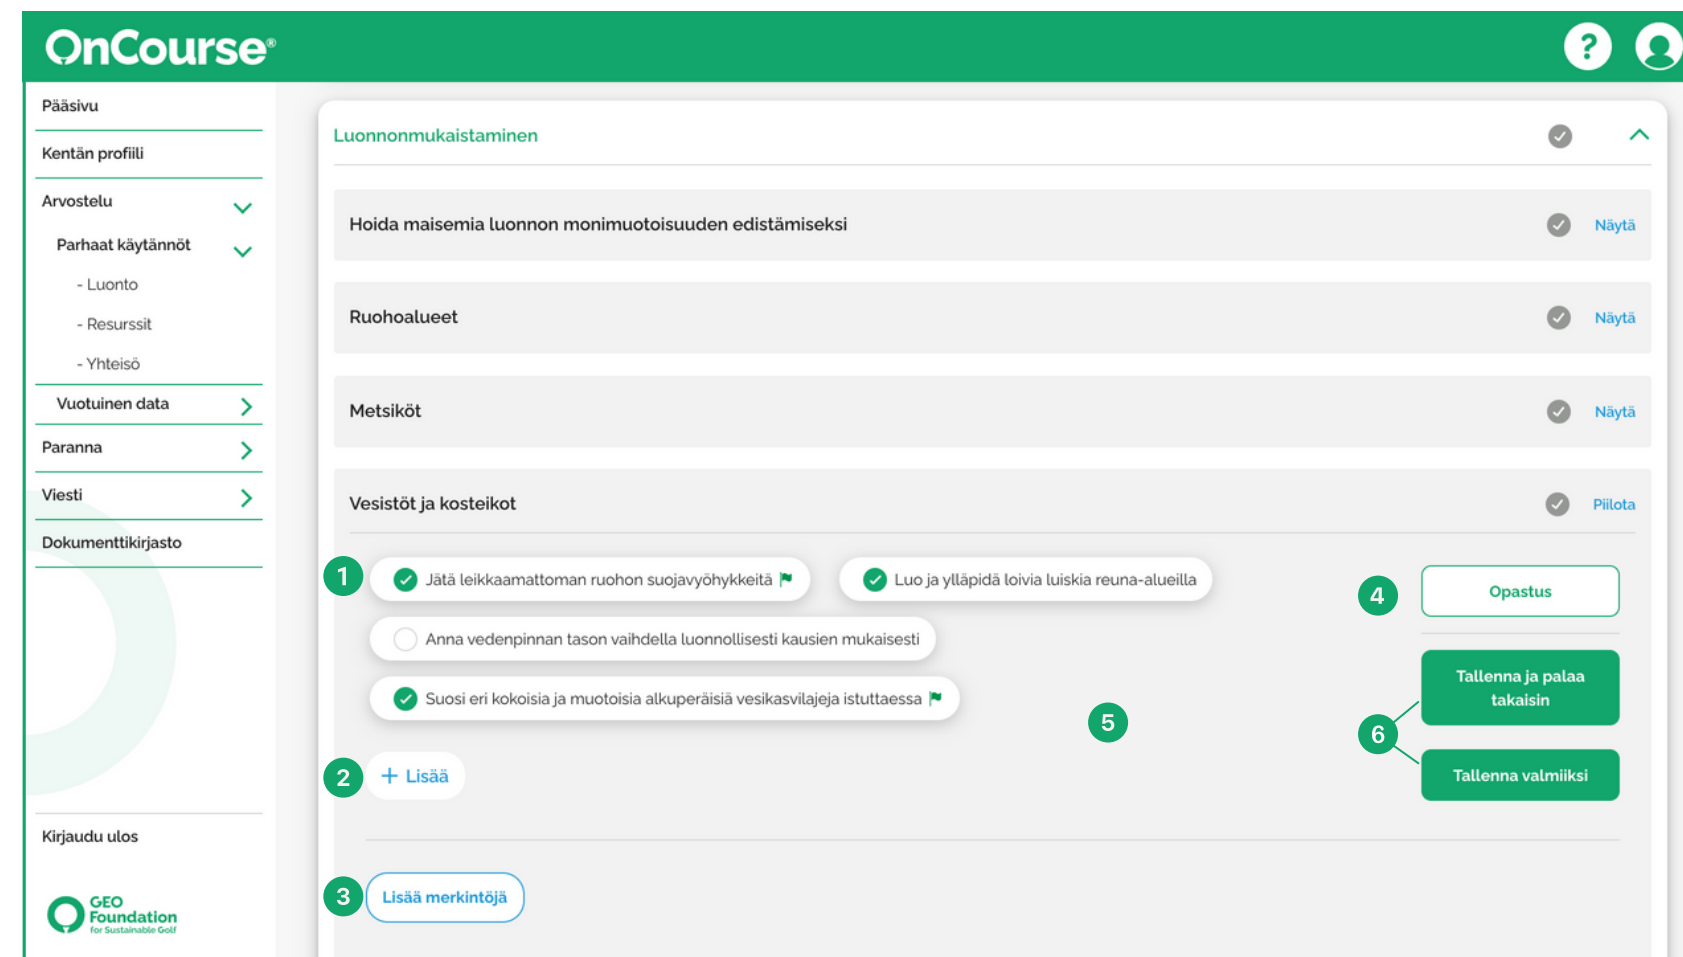 OnCourse®
?
Pääsivu
Kentän profiili
Arvostelu
Parhaat käytännöt
- Luonto
- Resurssit
- Yhteisö
Vuotuinen data
Paranna
Viesti
Dokumenttikirjasto
Kirjaudu ulos
GEO
Foundation
for Sustainable Golf
Luonnonmukaistaminen
Hoida maisemia luonnon monimuotoisuuden edistämiseksi
Näytä
Ruohoalueet
Näytä
Metsiköt
Näytä
Vesistöt ja kosteikot
Piilota
1
Jätä leikkaamattoman ruohon suojavyöhykkeitä
Luo ja ylläpidä loivia luiskia reuna-alueilla
Anna vedenpinnan tason vaihdella luonnollisesti kausien mukaisesti
Suosi eri kokoisia ja muotoisia alkuperäisiä vesikasvilajeja istuttaessa
2
+ Lisää
3
Lisää merkintöjä
4
Opastus
5
6
Tallenna ja palaa
takaisin
Tallenna valmiiksi